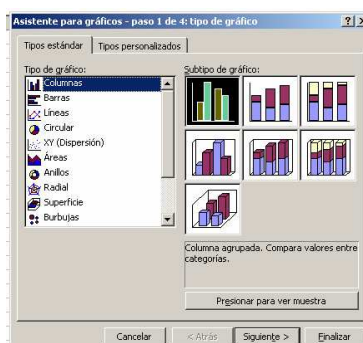 Asistente para gráficos - paso 1 de 4: tipo de gráfico
Tipos estándar
Tipos personalizados
Tipo de gráfico:
Subtipo de gráfico:
Columnas
Barras
Líneas
Circular
XY (Dispersión)
Áreas
Anillos
Radial
Superficie
Burbujas
Columna agrupada. Compara valores entre
categorías.
Presionar para ver muestra
Cancelar
< Atrás
Siguiente >
Finalizar